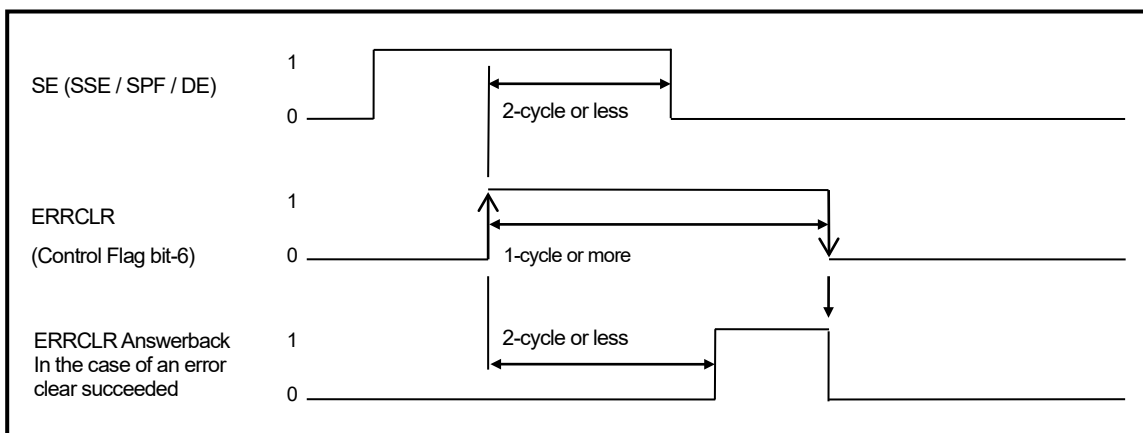 1
SE (SSE / SPF / DE)
0
2-cycle or less
1
ERRCLR
(Control Flag bit-6)
0
1-cycle or more
2-cycle or less
ERRCLR Answerback
1
In the case of an error
clear succeeded
0